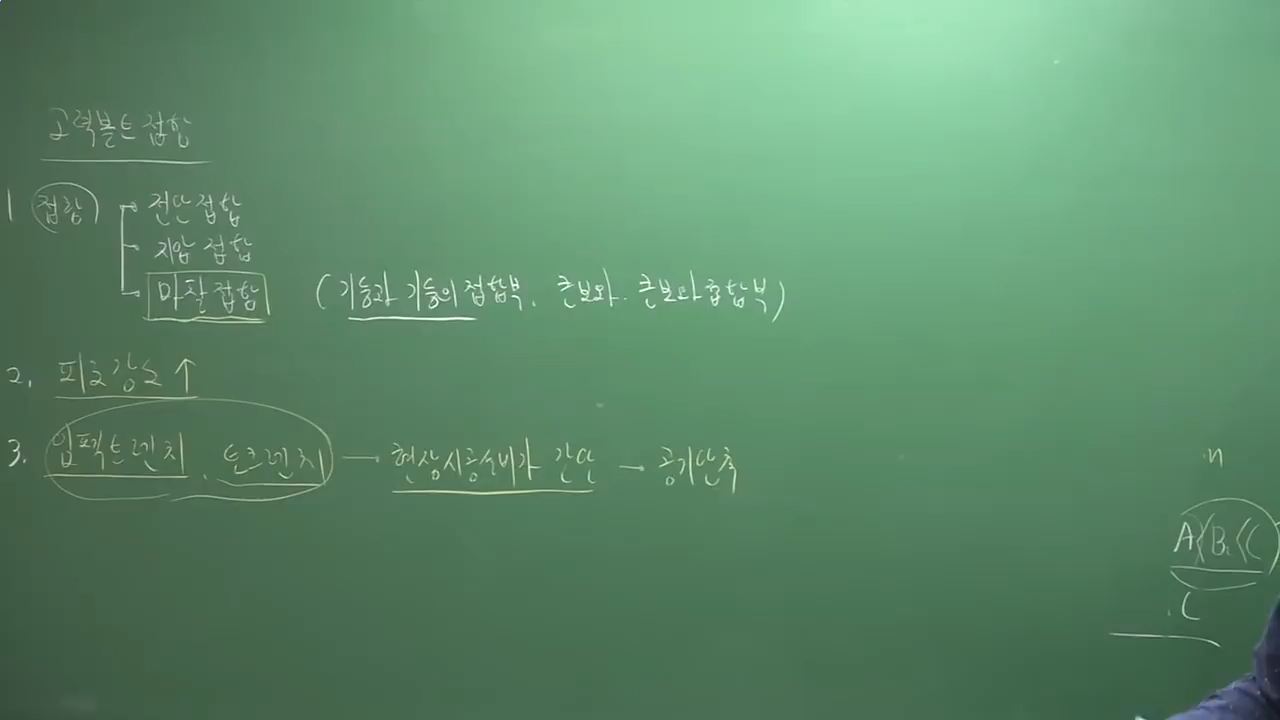 고력볼트접합
1 접합 전단접합
지압접합
마찰접합 (기둥과 기둥의 접합부, 큰보와 큰보와 접합부)
2. 피로강도 ↑
3. 임팩트렌치, 토크렌치 → 현장시공설비가 간단 → 공기단축
n
A < B < C
C